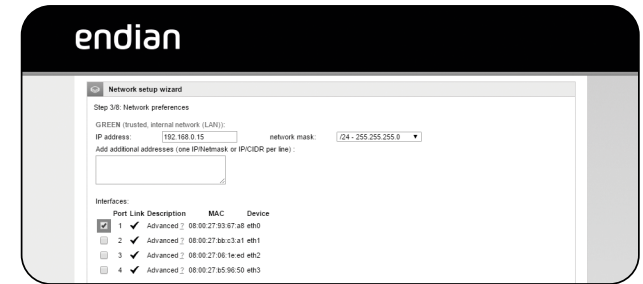 endian
Network setup wizard
Step 3/8: Network preferences
GREEN (trusted, internal network (LAN)):
IP address: 192.168.0.15 network mask: /24 - 255.255.255.0
Add additional addresses (one IP/Netmask or IP/CIDR per line) :
Interfaces:
Port Link Description MAC Device
1 ✔ Advanced ? 08:00:27:93:67:a8 eth0
2 ✔ Advanced ? 08:00:27:bb:c3:a1 eth1
3 ✔ Advanced ? 08:00:27:06:1e:ed eth2
4 ✔ Advanced ? 08:00:27:b5:96:50 eth3